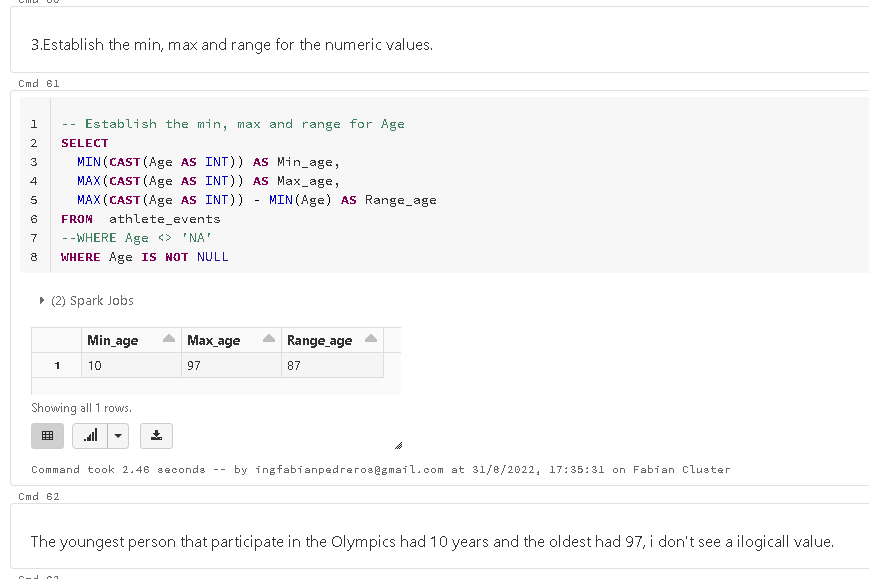 3.Establish the min, max and range for the numeric values.
Cmd 61
1 -- Establish the min, max and range for Age
2 SELECT
3 MIN(CAST(Age AS INT)) AS Min_age,
4 MAX(CAST(Age AS INT)) AS Max_age,
5 MAX(CAST(Age AS INT)) - MIN(Age) AS Range_age
6 FROM athlete_events
7 --WHERE Age <> 'NA'
8 WHERE Age IS NOT NULL
(2) Spark Jobs
Min_age Max_age Range_age
1 10 97 87
Showing all 1 rows.
Command took 2.46 seconds -- by ingfabianpedreros@gmail.com at 31/8/2022, 17:35:31 on Fabian Cluster
Cmd 62
The youngest person that participate in the Olympics had 10 years and the oldest had 97, i don't see a ilogicall value.